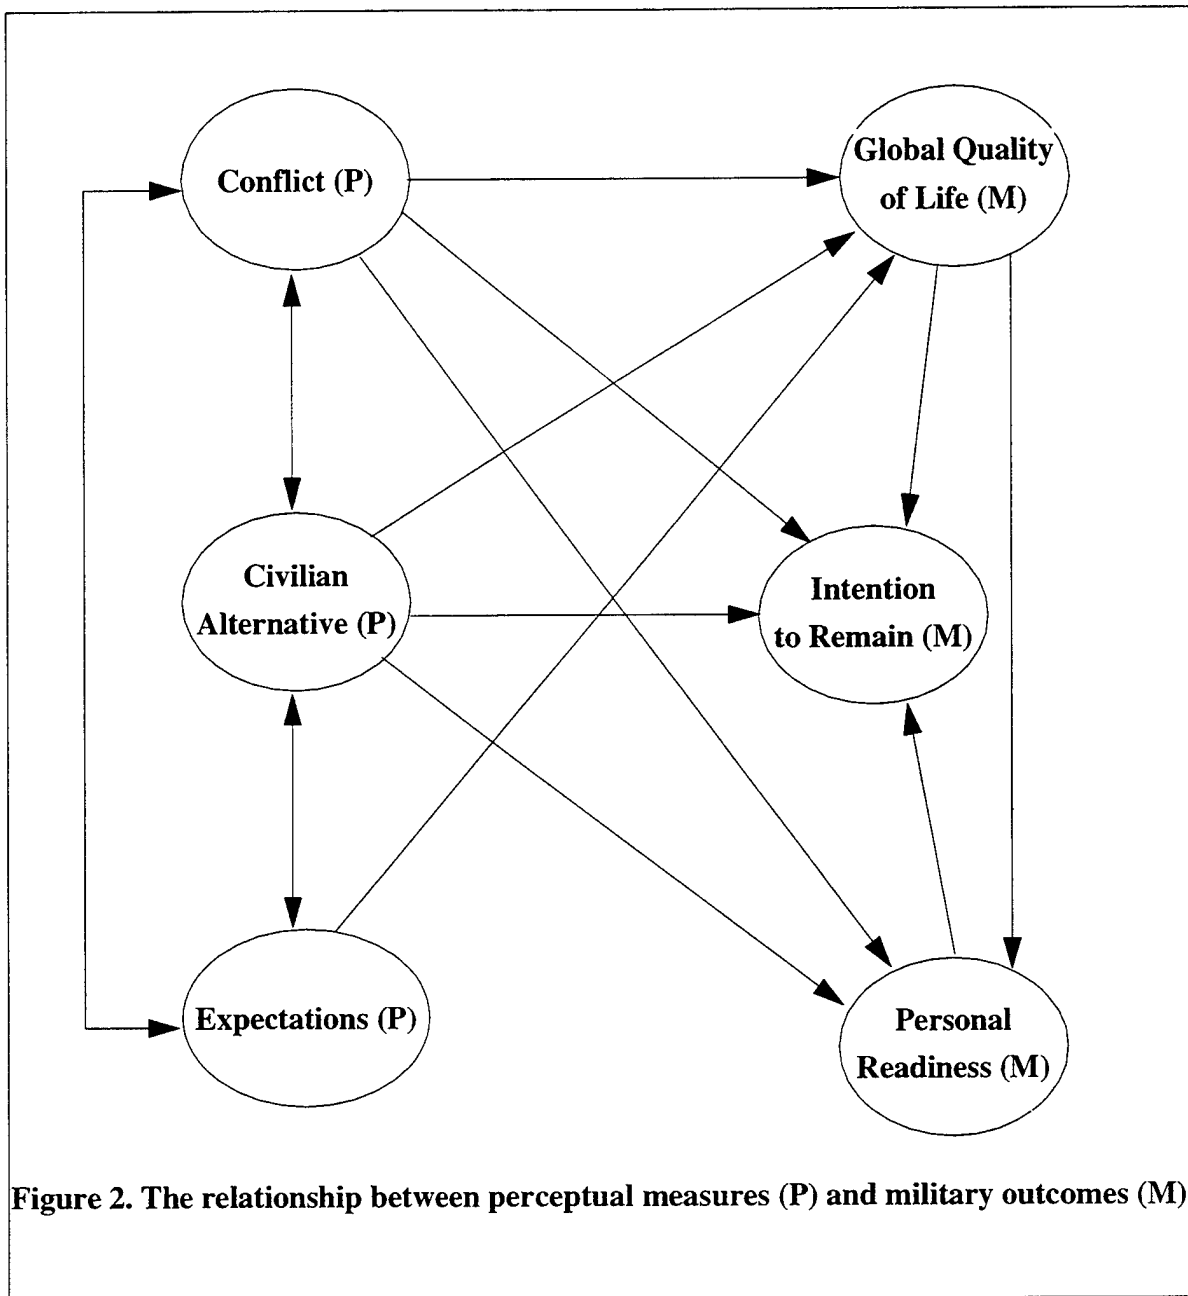 Conflict (P)
Global Quality
of Life (M)
Civilian
Alternative (P)
Intention
to Remain (M)
Expectations (P)
Personal
Readiness (M)
Figure 2. The relationship between perceptual measures (P) and military outcomes (M)